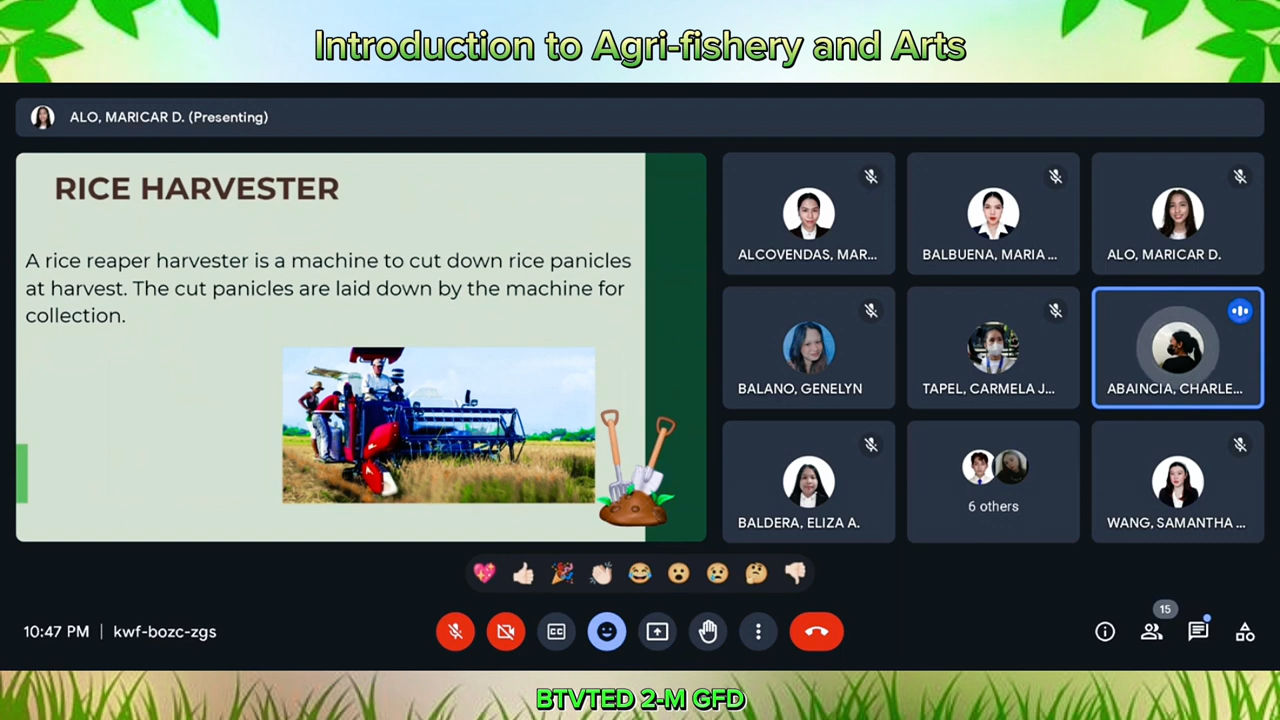 Introduction to Agri-fishery and Arts
ALO, MARICAR D. (Presenting)
RICE HARVESTER
A rice reaper harvester is a machine to cut down rice panicles
at harvest. The cut panicles are laid down by the machine for
collection.
ALCOVENDAS, MAR...
BALBUENA, MARIA ...
ALO, MARICAR D.
BALANO, GENELYN
TAPEL, CARMELA J...
ABAINCIA, CHARLE...
BALDERA, ELIZA A.
6 others
WANG, SAMANTHA ...
10:47 PM | kwf-bozc-zgs
CC
15
BTVTED 2-M GFD